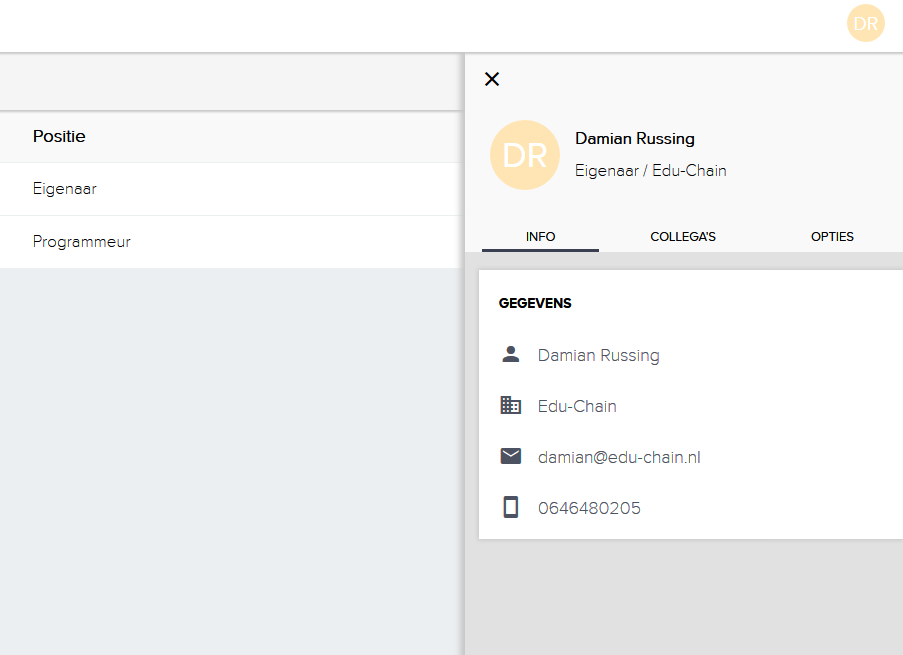 DR
Positie
Eigenaar
Programmeur
DR
Damian Russing
Eigenaar / Edu-Chain
INFO COLLEGA'S OPTIES
GEGEVENS
Damian Russing
Edu-Chain
damian@edu-chain.nl
0646480205